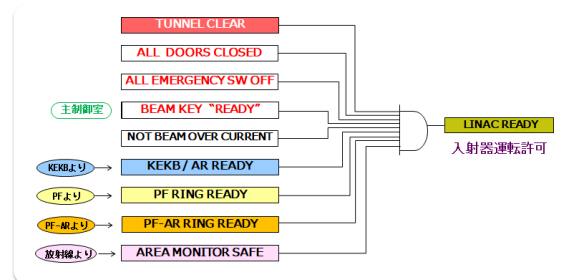 TUNNEL CLEAR
ALL DOORS CLOSED
ALL EMERGENCY SW OFF
主制御室
BEAM KEY “READY”
LINAC READY
NOT BEAM OVER CURRENT
入射器運転許可
KEKBより
KEKB / AR READY
PFより
PF RING READY
PF-ARより
PF-AR RING READY
放射線より
AREA MONITOR SAFE